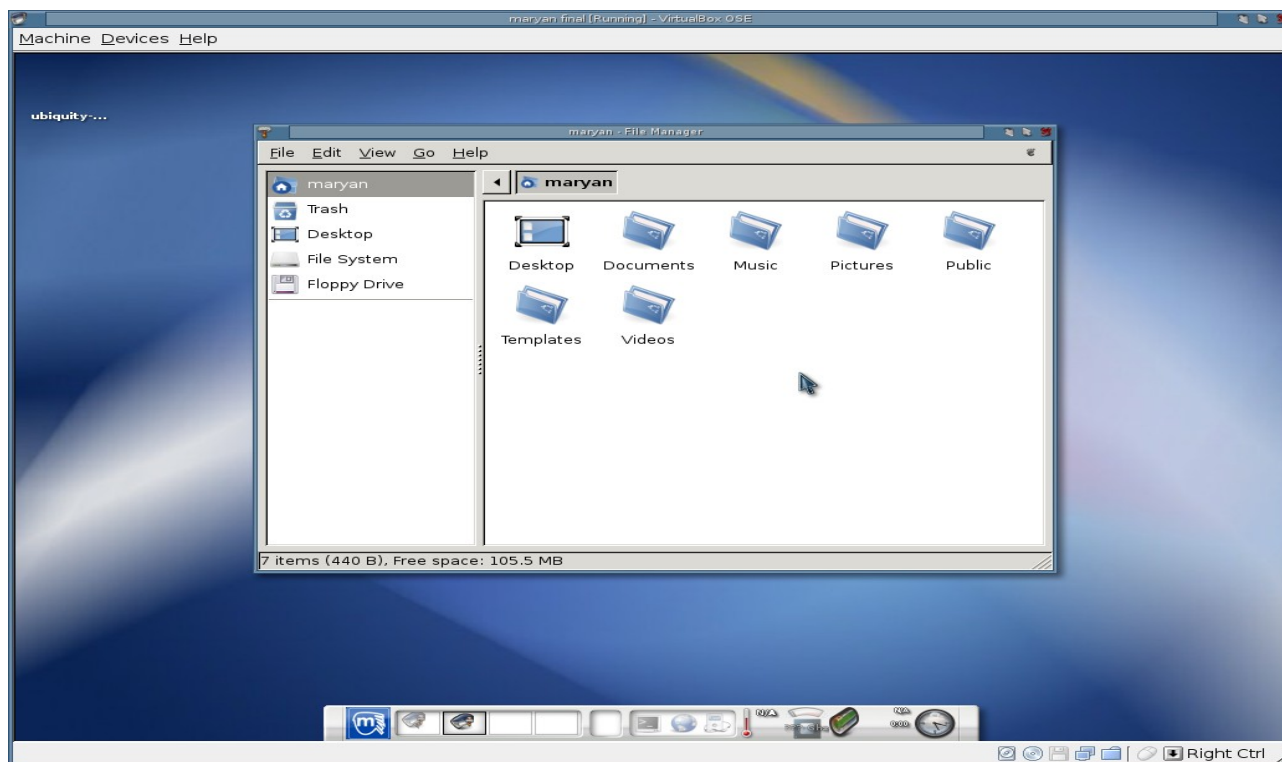 maryan final [Running] - VirtualBox OSE
Machine Devices Help
ubiquity-...
maryan - File Manager
File Edit View Go Help
maryan
Trash
Desktop
File System
Floppy Drive
maryan
Desktop Documents Music Pictures Public
Templates Videos
7 items (440 B), Free space: 105.5 MB
m
N/A
N/A
Right Ctrl